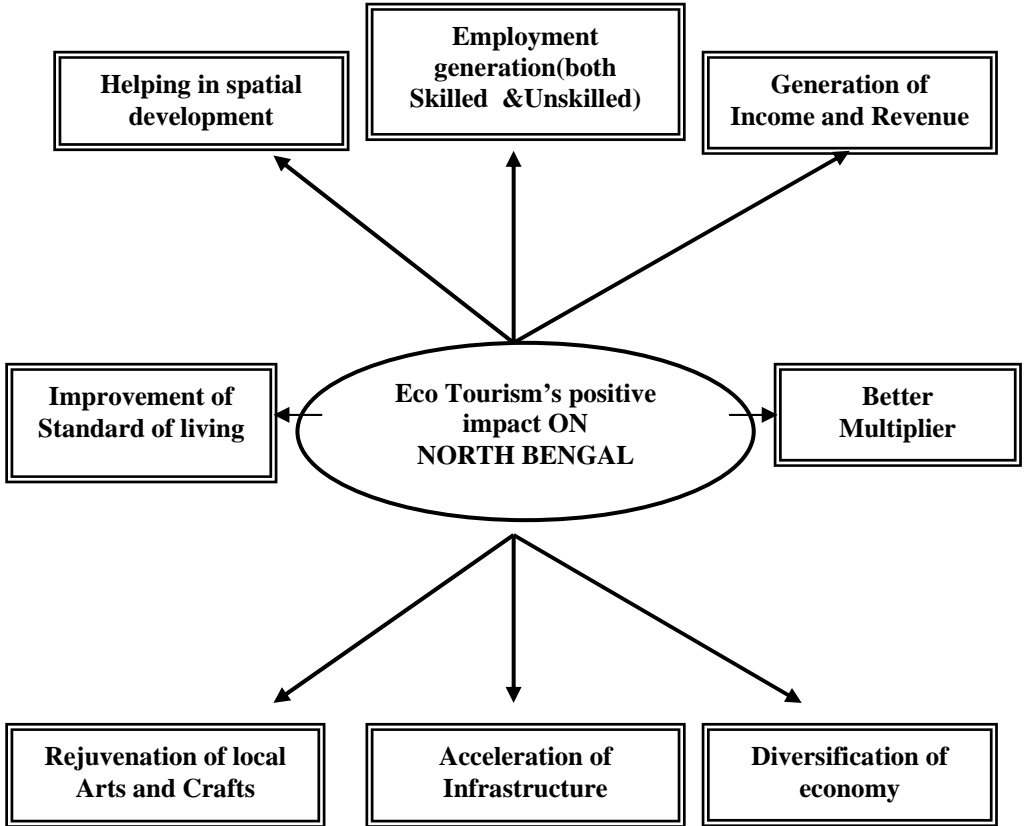 Employment
generation(both
Skilled &Unskilled)
Helping in spatial
development
Generation of
Income and Revenue
Improvement of
Standard of living
Eco Tourism's positive
impact ON
NORTH BENGAL
Better
Multiplier
Rejuvenation of local
Arts and Crafts
Acceleration of
Infrastructure
Diversification of
economy